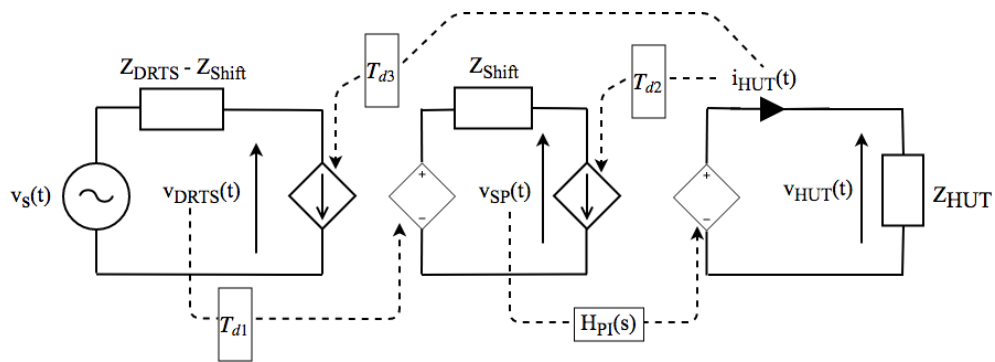 Z_DRTS - Z_Shift
T_d3
Z_Shift
T_d2
i_HUT(t)
v_s(t)
v_DRTS(t)
+
−
v_SP(t)
+
−
v_HUT(t)
Z_HUT
T_d1
H_PI(s)